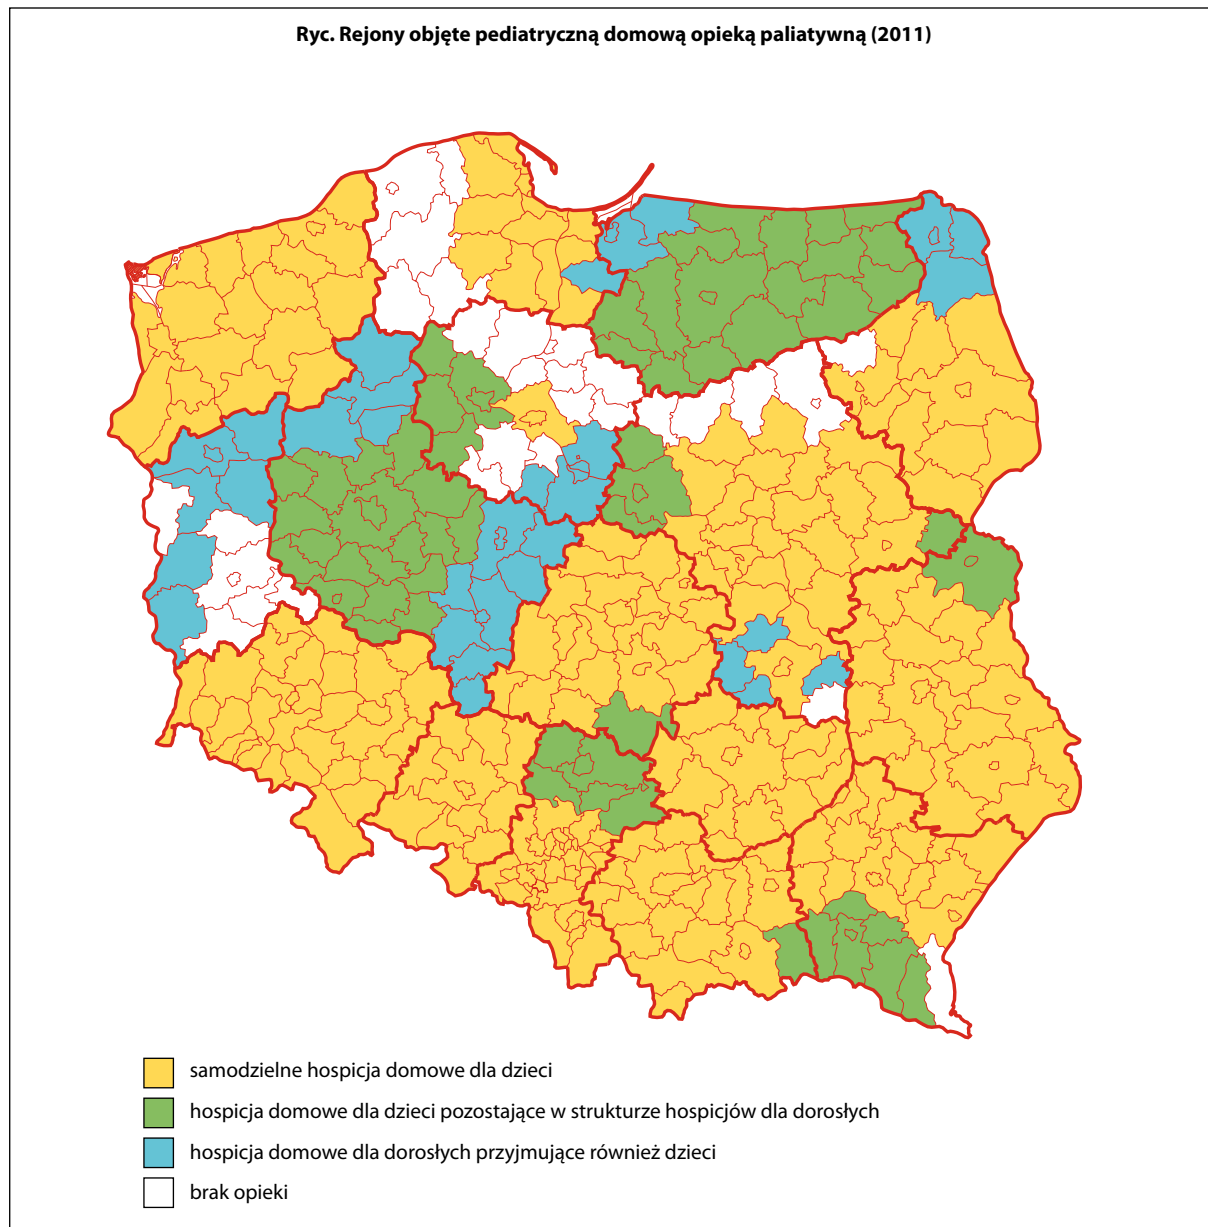 Ryc. Rejony objęte pediatryczną domową opieką paliatywną (2011)
samodzielne hospicja domowe dla dzieci
hospicja domowe dla dzieci pozostające w strukturze hospicjów dla dorosłych
hospicja domowe dla dorosłych przyjmujące również dzieci
brak opieki